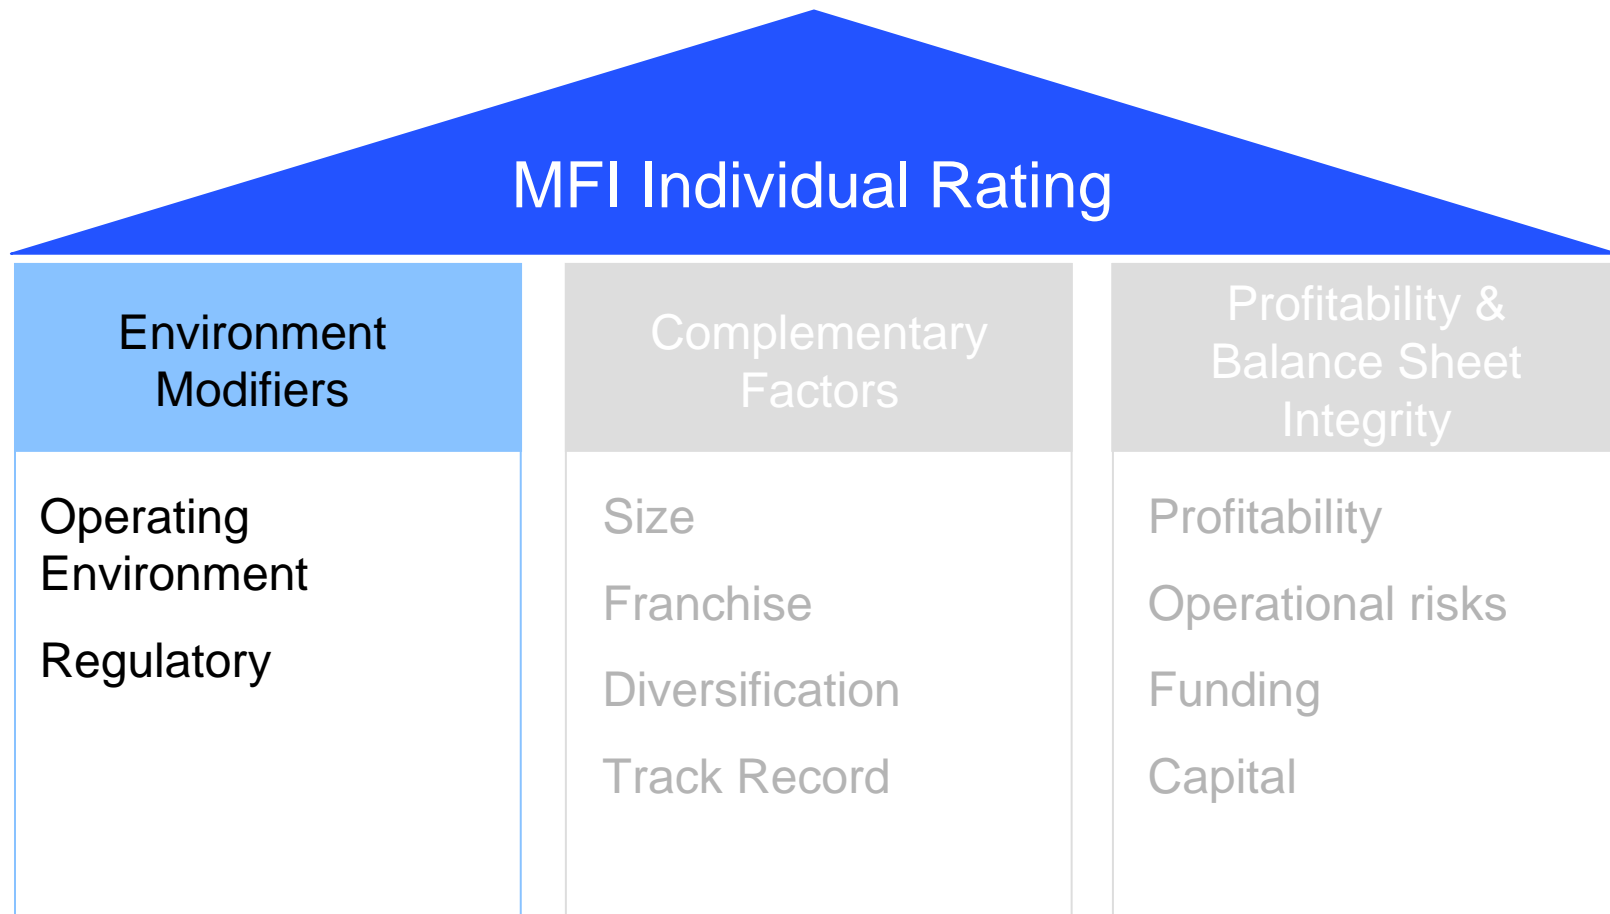 MFI Individual Rating
Environment
Modifiers
Operating
Environment
Regulatory
Complementary
Factors
Size
Franchise
Diversification
Track Record
Profitability &
Balance Sheet
Integrity
Profitability
Operational risks
Funding
Capital